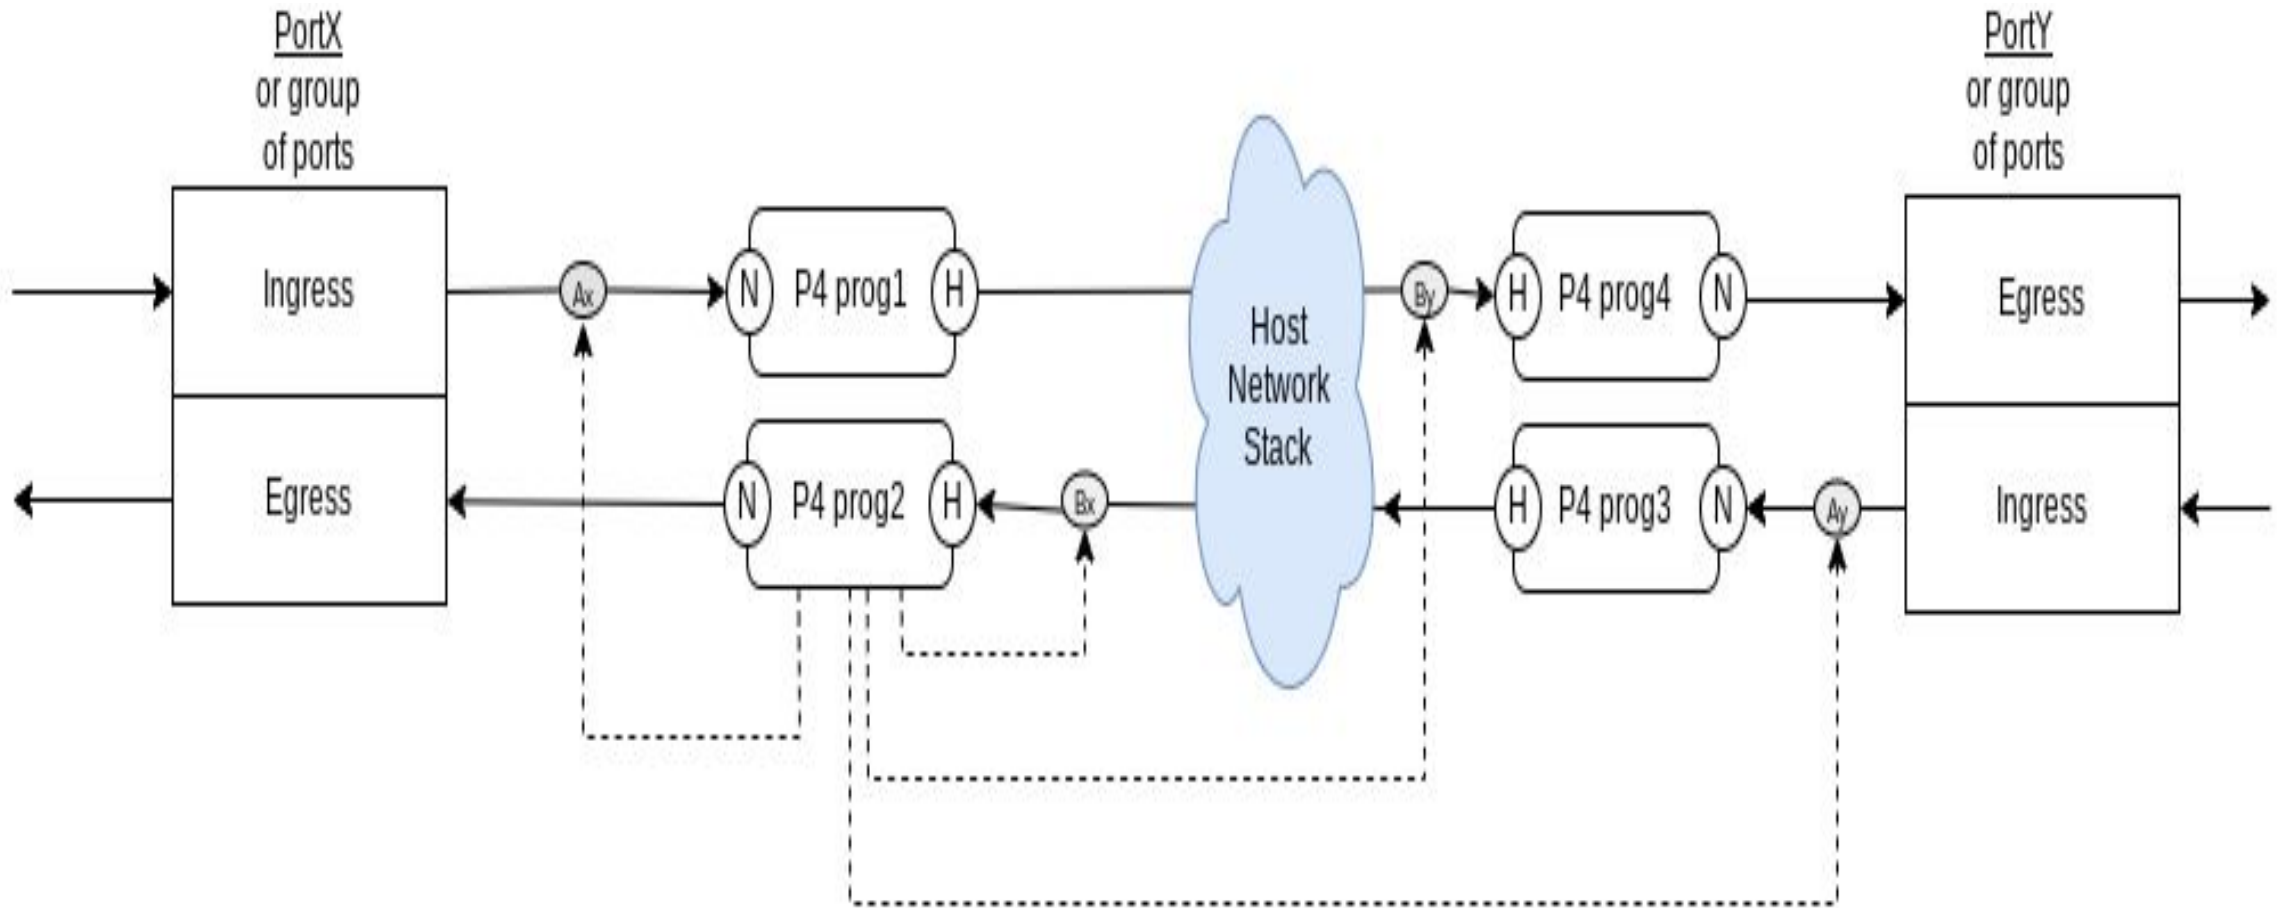 PortX
or group
of ports
PortY
or group
of ports
Ingress
Ax
N
P4 prog1
H
Host
Network
Stack
By
H
P4 prog4
N
Egress
Egress
N
P4 prog2
H
Bx
H
P4 prog3
N
Ay
Ingress